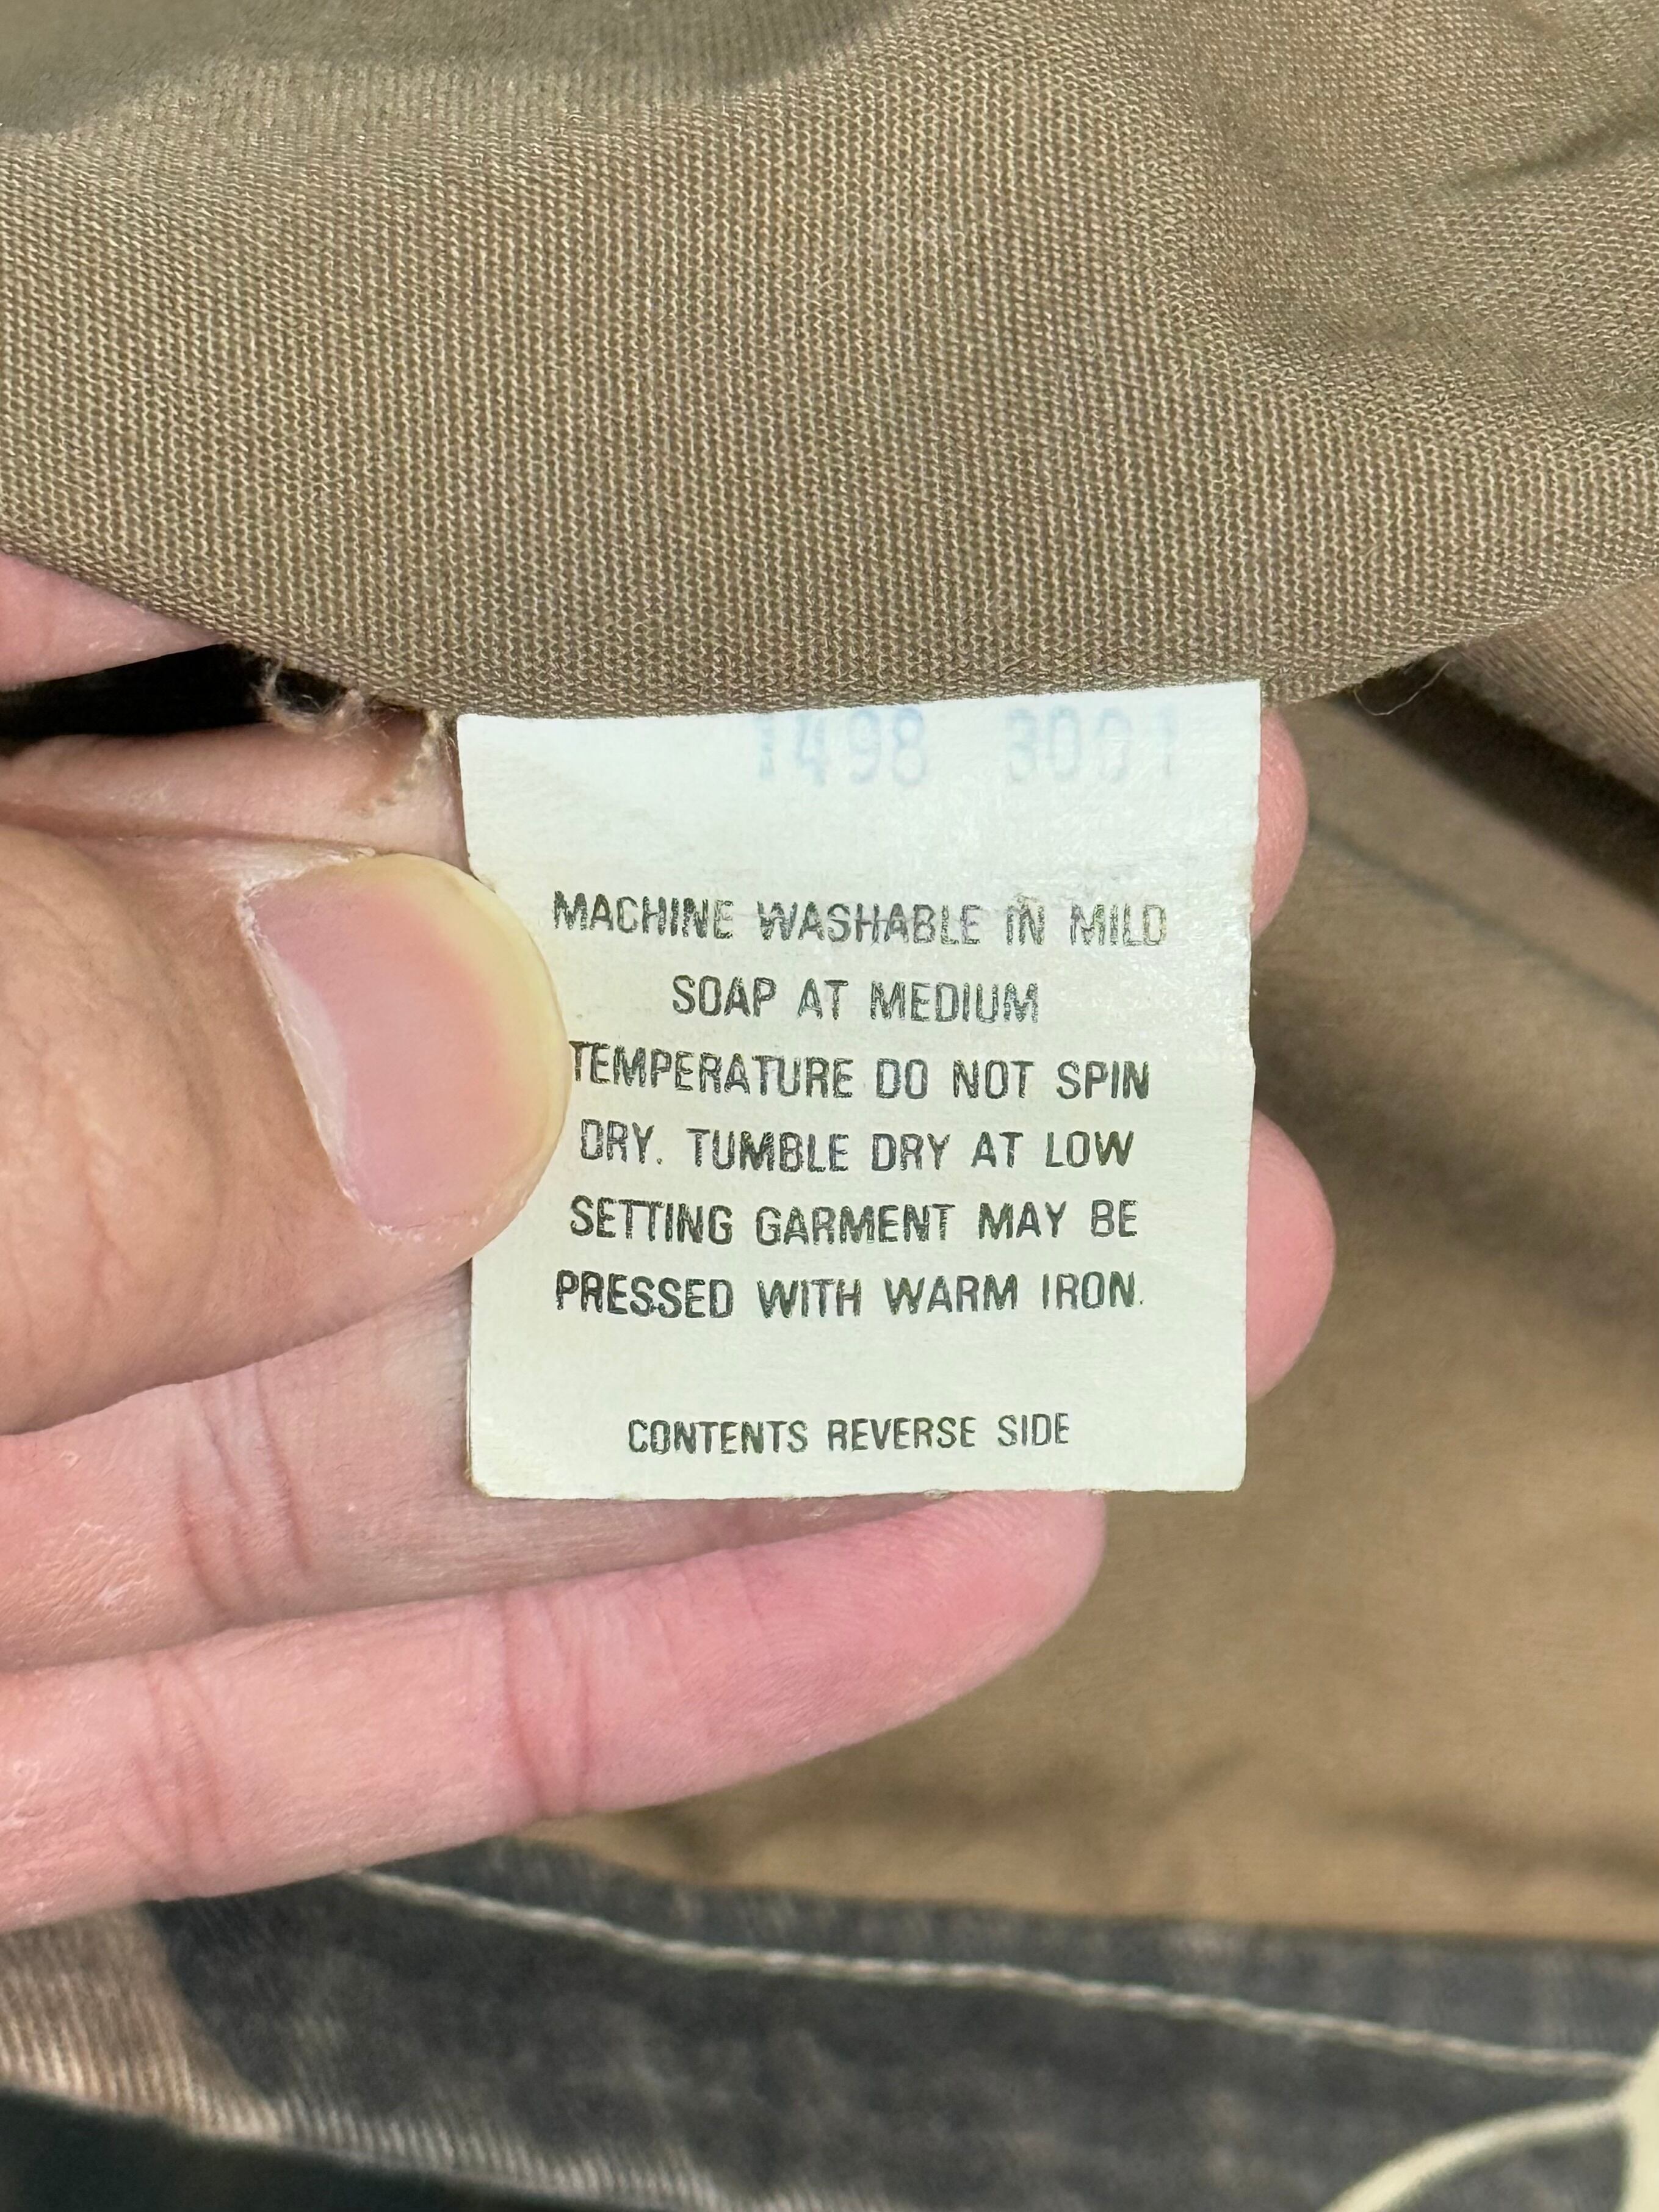 1498 3001
MACHINE WASHABLE IN MILD
SOAP AT MEDIUM
TEMPERATURE DO NOT SPIN
DRY. TUMBLE DRY AT LOW
SETTING GARMENT MAY BE
PRESSED WITH WARM IRON.
CONTENTS REVERSE SIDE